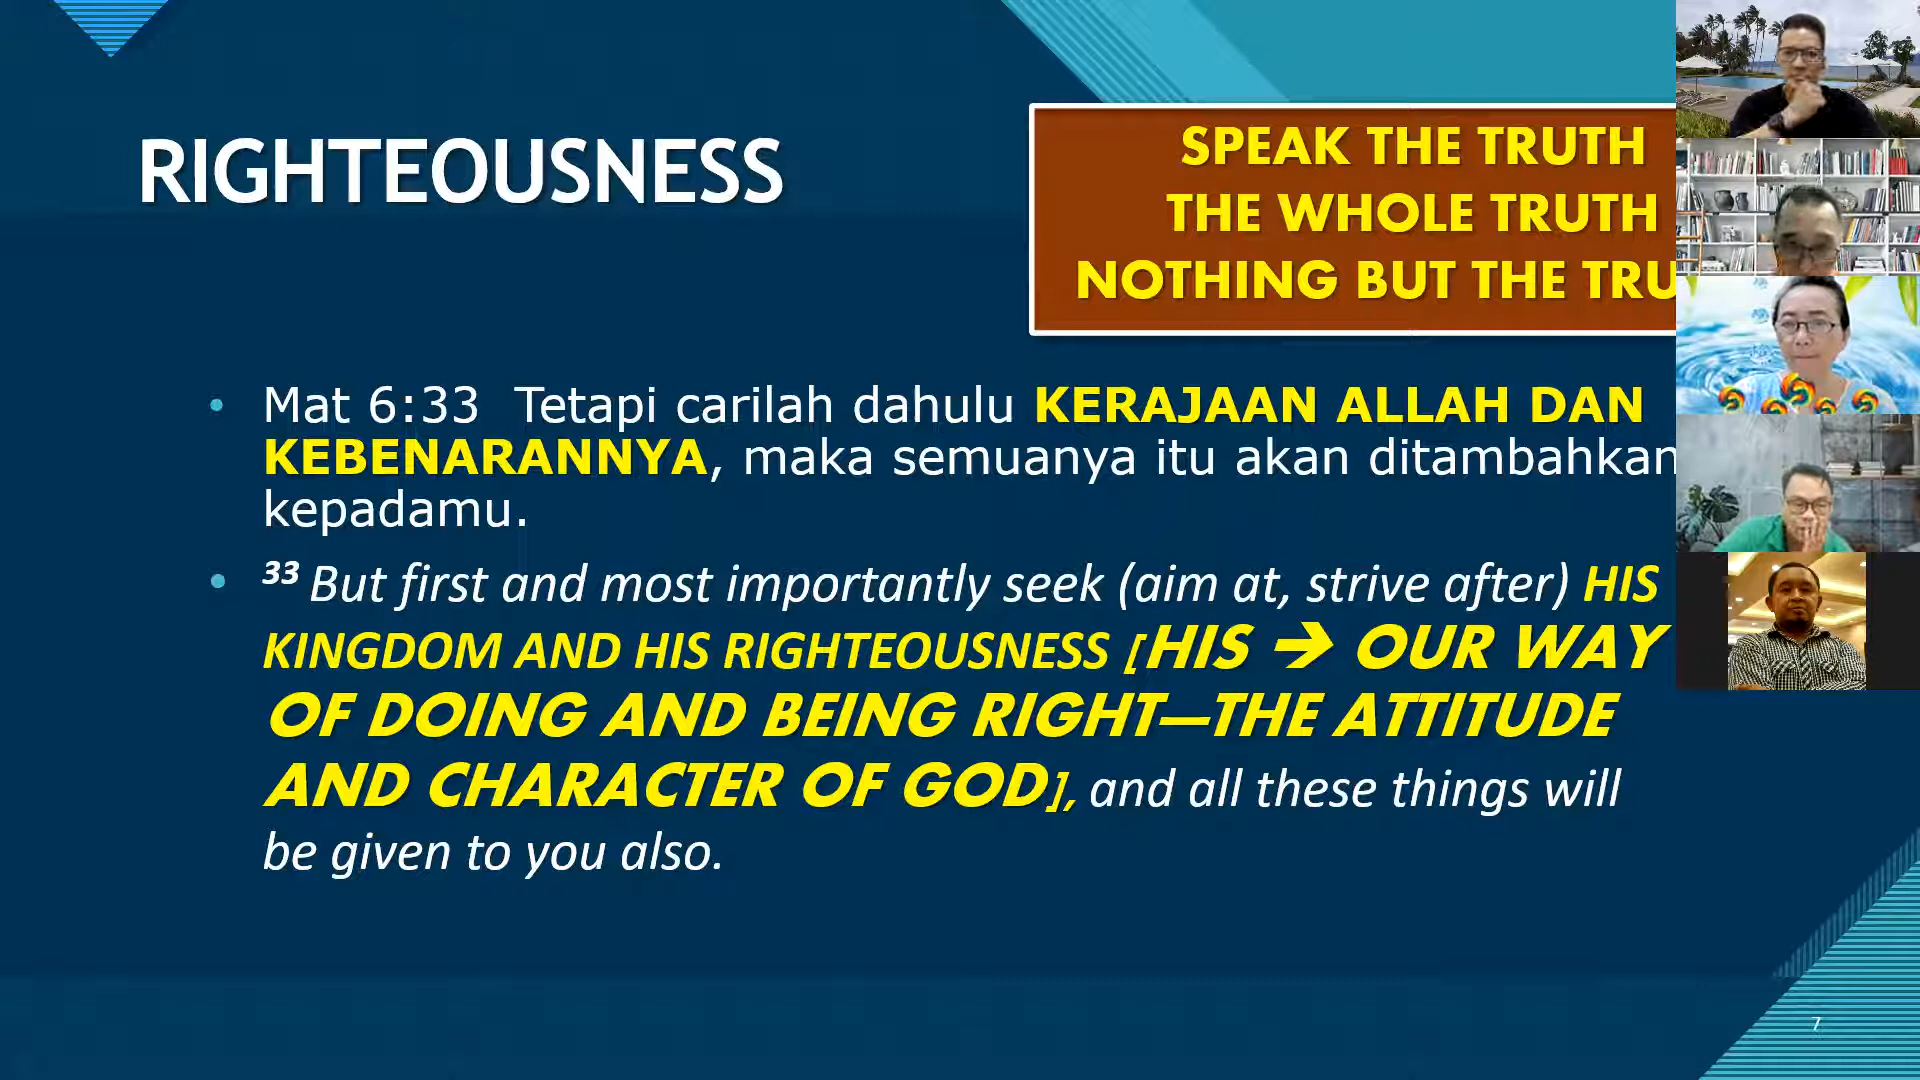 RIGHTEOUSNESS
SPEAK THE TRUTH
THE WHOLE TRUTH
NOTHING BUT THE TRU
• Mat 6:33  Tetapi carilah dahulu KERAJAAN ALLAH DAN
KEBENARANNYA, maka semuanya itu akan ditambahkan
kepadamu.
• 33 But first and most importantly seek (aim at, strive after) HIS
KINGDOM AND HIS RIGHTEOUSNESS [HIS → OUR WAY
OF DOING AND BEING RIGHT—THE ATTITUDE
AND CHARACTER OF GOD], and all these things will
be given to you also.
7